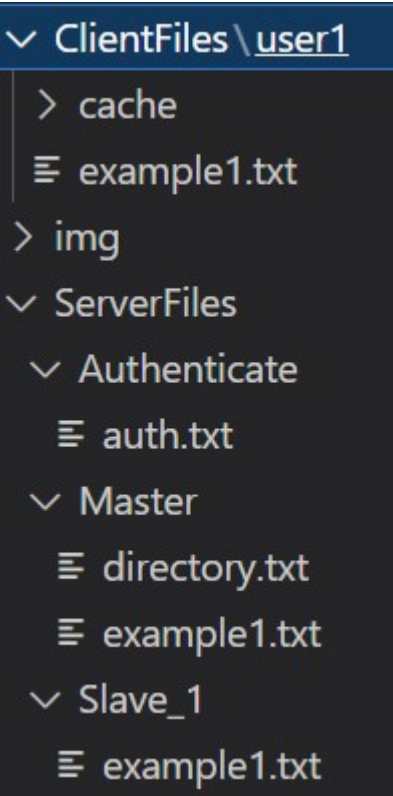 ClientFiles\user1
cache
example1.txt
img
ServerFiles
Authenticate
auth.txt
Master
directory.txt
example1.txt
Slave_1
example1.txt